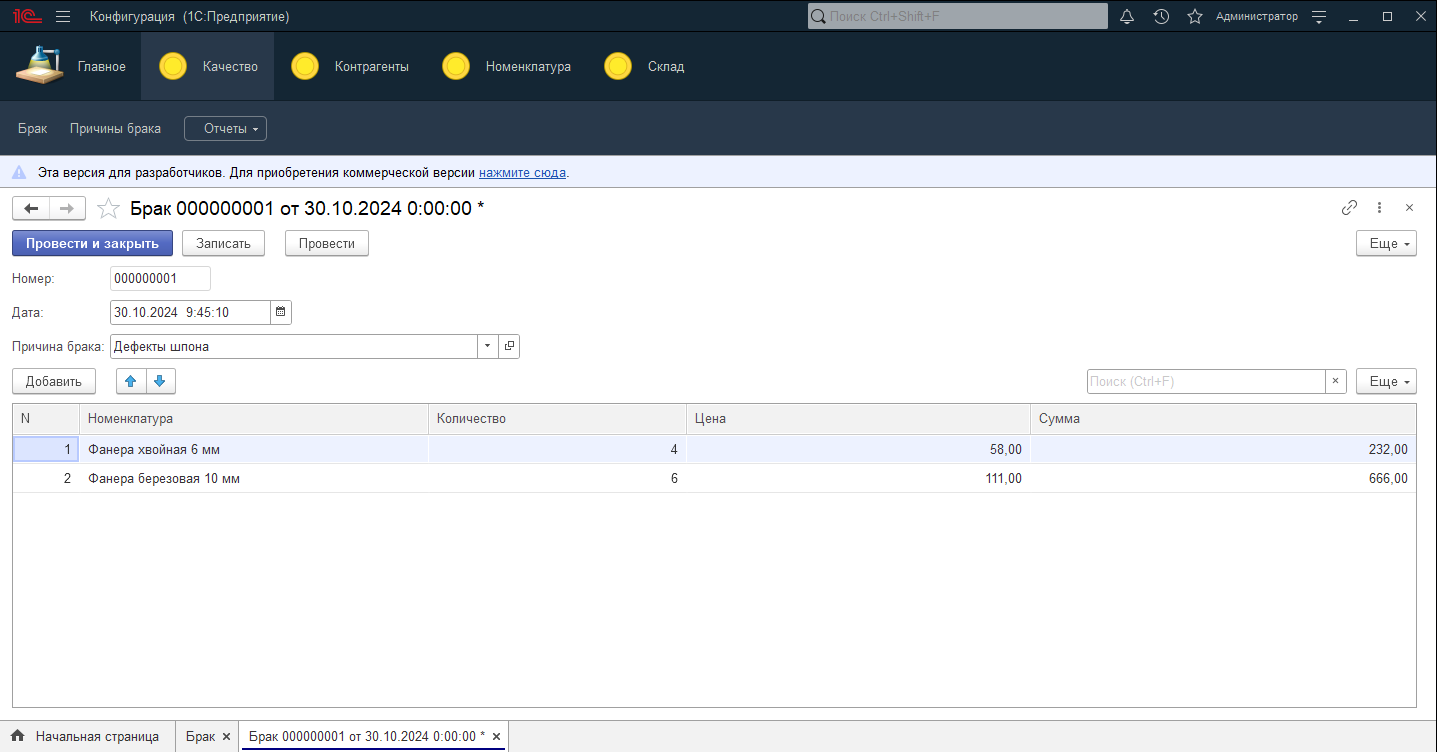 1С Конфигурация (1С:Предприятие) Поиск Ctrl+Shift+F Администратор
Главное Качество Контрагенты Номенклатура Склад
Брак Причины брака Отчеты
Эта версия для разработчиков. Для приобретения коммерческой версии нажмите сюда.
Брак 000000001 от 30.10.2024 0:00:00 *
Провести и закрыть Записать Провести Еще
Номер: 000000001
Дата: 30.10.2024 9:45:10
Причина брака: Дефекты шпона
Добавить Поиск (Ctrl+F) × Еще
N Номенклатура Количество Цена Сумма
1 Фанера хвойная 6 мм 4 58,00 232,00
2 Фанера березовая 10 мм 6 111,00 666,00
Начальная страница Брак × Брак 000000001 от 30.10.2024 0:00:00 * ×